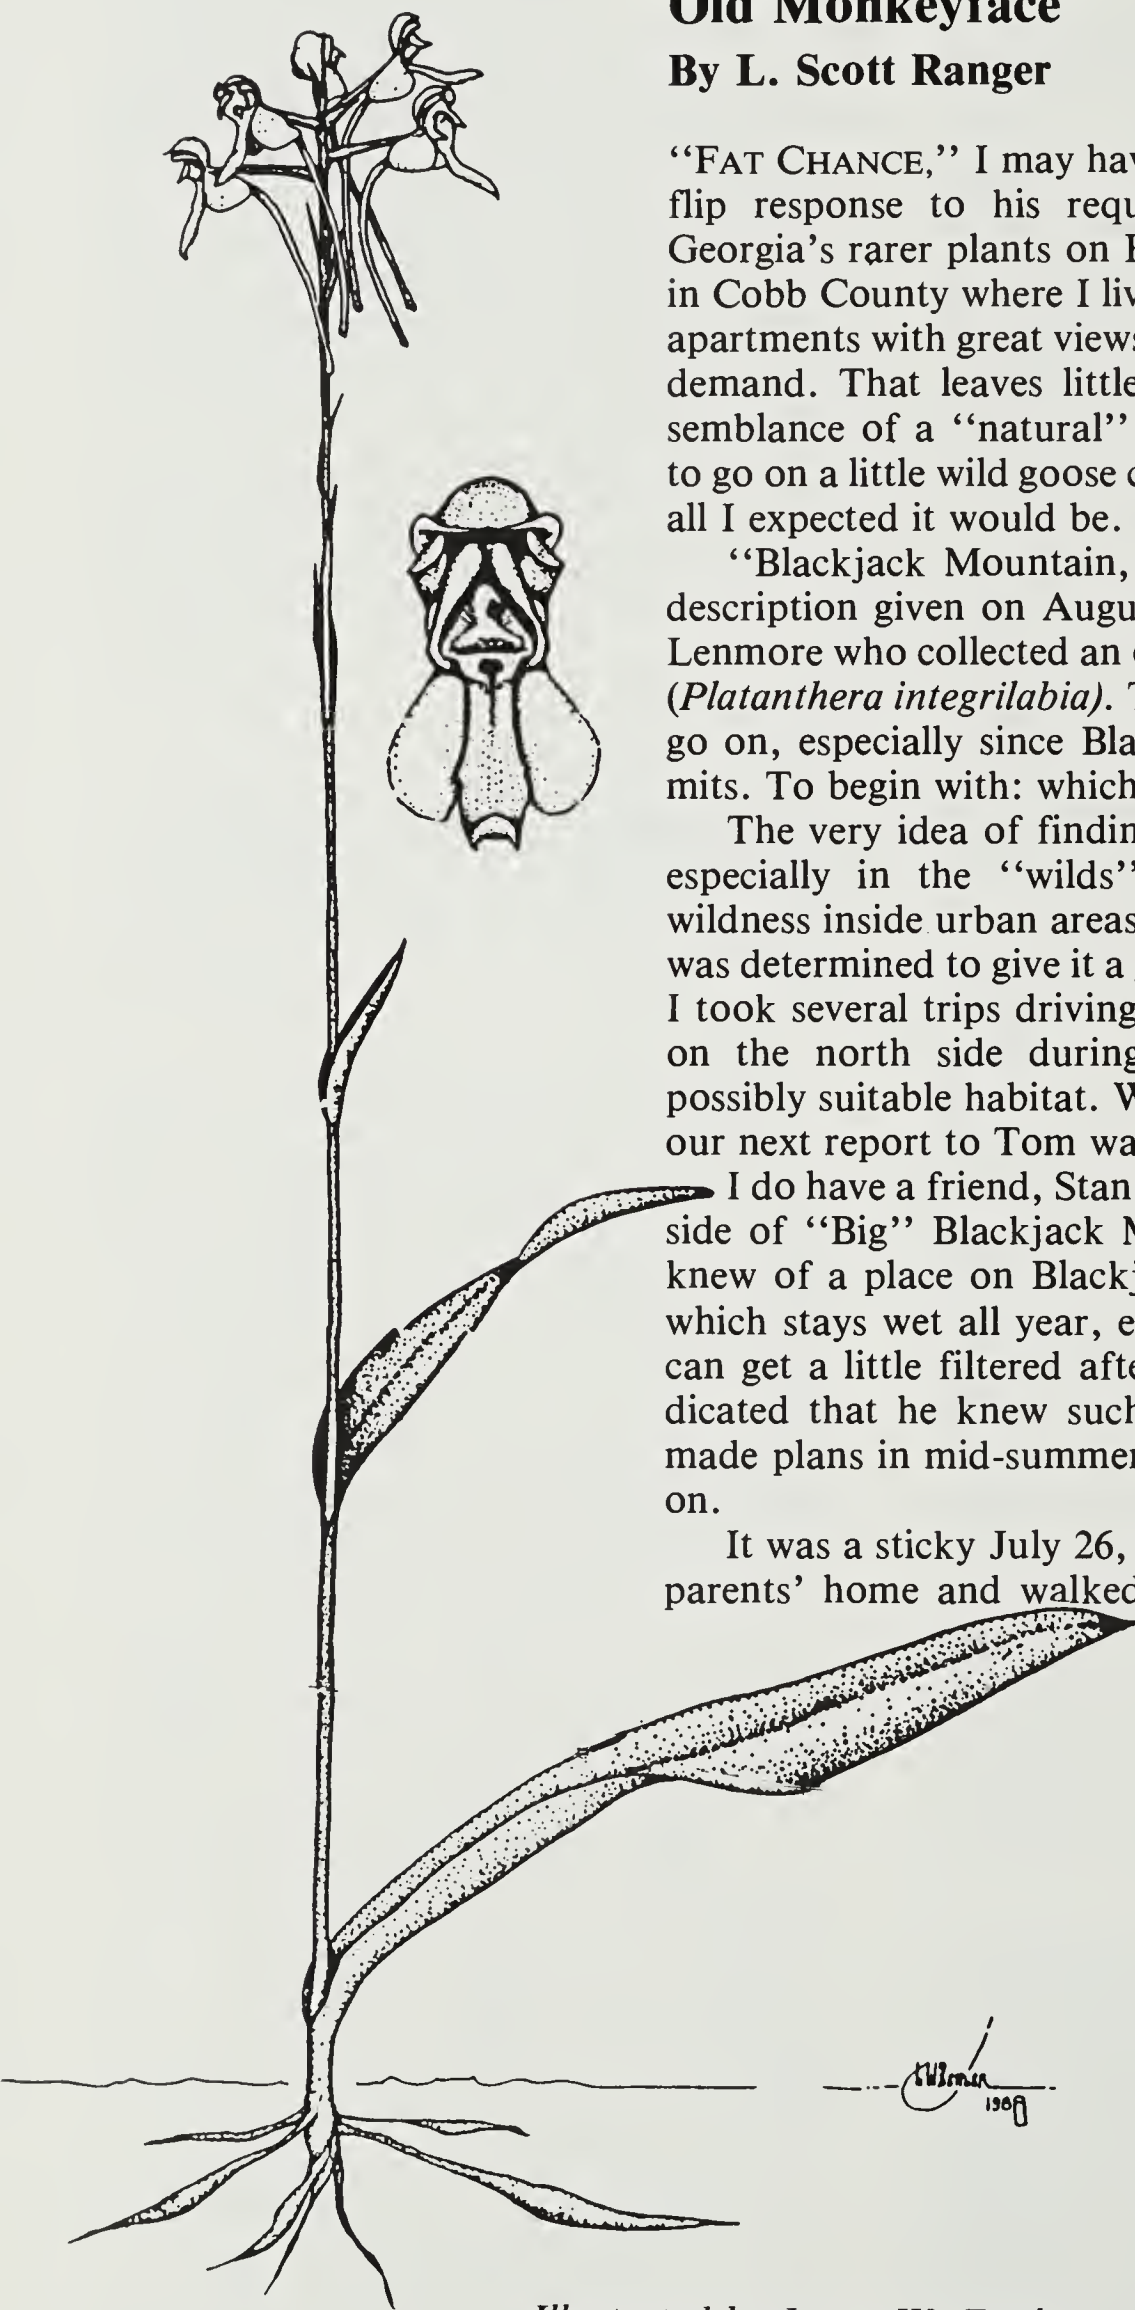 Old Monkeyface
By L. Scott Ranger
“FAT CHANCE,” I may hav
flip response to his requ
Georgia’s rarer plants on
in Cobb County where I liv
apartments with great views
demand. That leaves little
semblance of a “natural”
to go on a little wild goose
all I expected it would be.
“Blackjack Mountain,
description given on Augu
Lenmore who collected an
(Platanthera integrilabia).
go on, especially since Bla
mits. To begin with: which
The very idea of findin
especially in the “wilds”
wildness inside urban areas
was determined to give it a
I took several trips driving
on the north side during
possibly suitable habitat. W
our next report to Tom wa
I do have a friend, Stan
side of “Big” Blackjack M
knew of a place on Blackj
which stays wet all year, e
can get a little filtered afte
dicated that he knew such
made plans in mid-summer
on.
It was a sticky July 26,
parents’ home and walked
1988